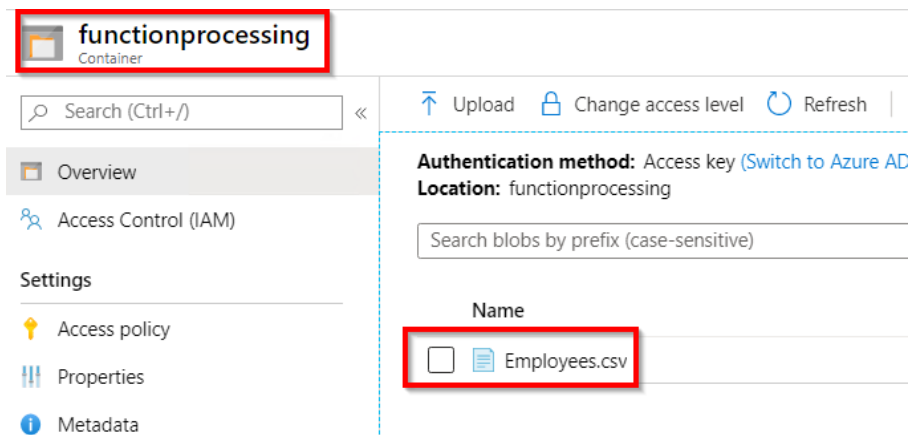 functionprocessing
Container
Search (Ctrl+/)
«
Upload Change access level Refresh
Overview
Access Control (IAM)
Settings
Access policy
Properties
Metadata
Authentication method: Access key (Switch to Azure AD
Location: functionprocessing
Search blobs by prefix (case-sensitive)
Name
Employees.csv